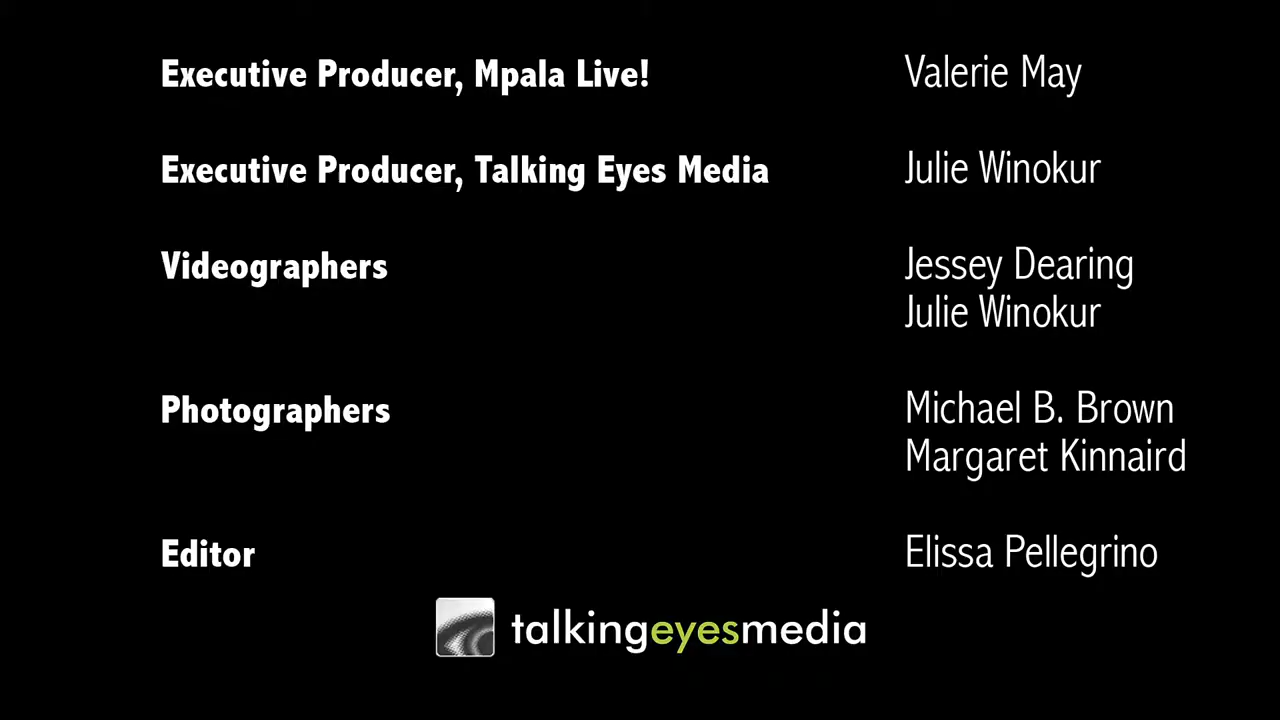 Executive Producer, Mpala Live! Valerie May
Executive Producer, Talking Eyes Media Julie Winokur
Videographers Jessey Dearing
Julie Winokur
Photographers Michael B. Brown
Margaret Kinnaird
Editor Elissa Pellegrino
talkingeyesmedia